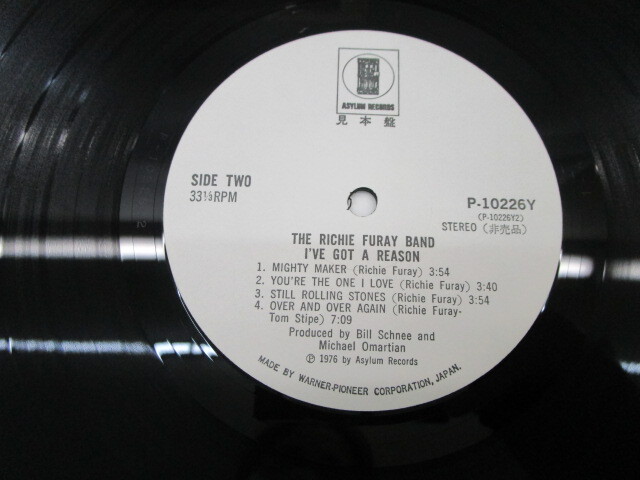 ASYLUM RECORDS
見本盤
SIDE TWO
33⅓RPM
P-10226Y
(P-10226Y2)
STEREO (非売品)
THE RICHIE FURAY BAND
I'VE GOT A REASON
1. MIGHTY MAKER (Richie Furay) 3:54
2. YOU'RE THE ONE I LOVE (Richie Furay) 3:40
3. STILL ROLLING STONES (Richie Furay) 3:54
4. OVER AND OVER AGAIN (Richie Furay-
Tom Stipe) 7:09
Produced by Bill Schnee and
Michael Omartian
Ⓟ 1976 by Asylum Records
MADE BY WARNER-PIONEER CORPORATION, JAPAN.